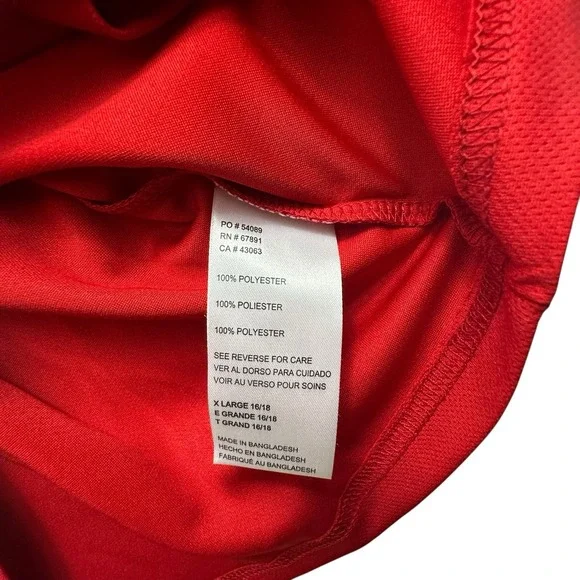 PO # 54089
RN # 67891
CA # 43063
100% POLYESTER
100% POLIESTER
100% POLYESTER
SEE REVERSE FOR CARE
VER AL DORSO PARA CUIDADO
VOIR AU VERSO POUR SOINS
X LARGE 16/18
E GRANDE 16/18
T GRAND 16/18
MADE IN BANGLADESH
HECHO EN BANGLADESH
FABRIQUÉ AU BANGLADESH